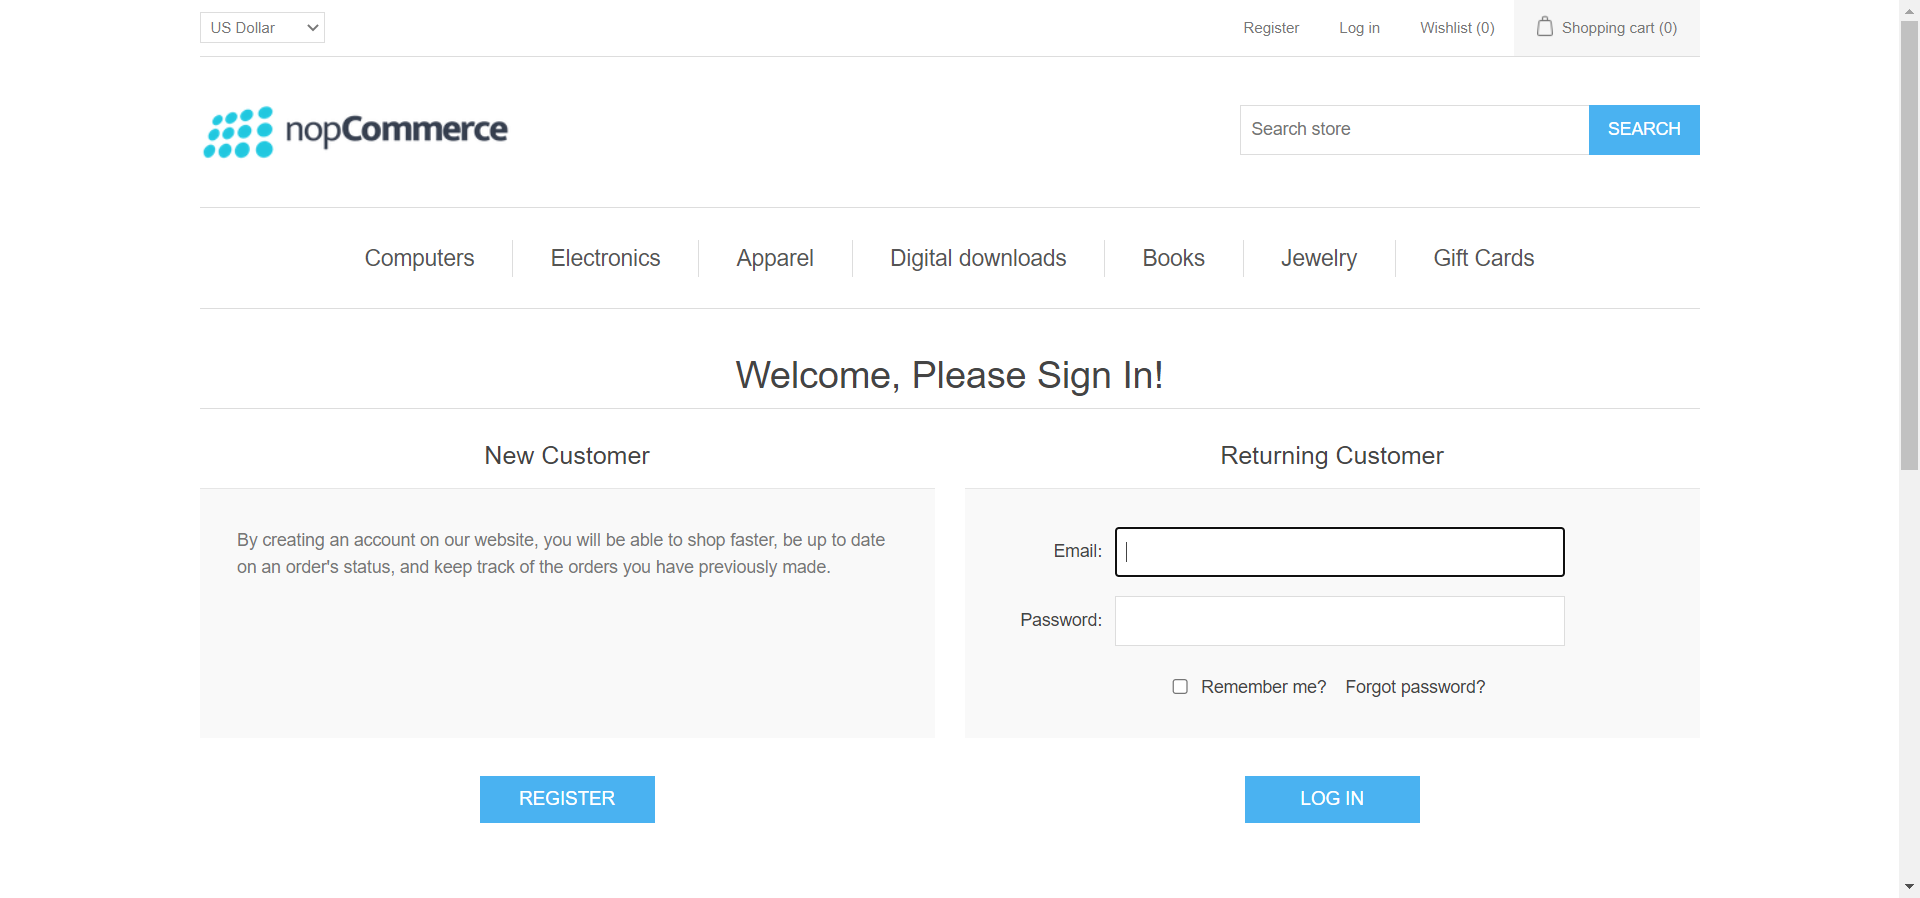 US Dollar
Register
Log in
Wishlist (0)
Shopping cart (0)
nopCommerce
Search store
SEARCH
Computers
Electronics
Apparel
Digital downloads
Books
Jewelry
Gift Cards
Welcome, Please Sign In!
New Customer
By creating an account on our website, you will be able to shop faster, be up to date
on an order's status, and keep track of the orders you have previously made.
REGISTER
Returning Customer
Email:
Password:
Remember me?
Forgot password?
LOG IN